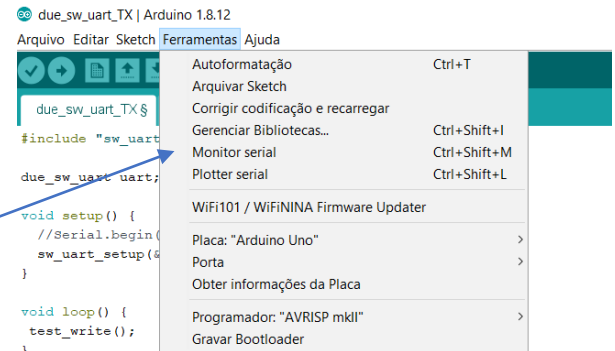 due_sw_uart_TX | Arduino 1.8.12
Arquivo Editar Sketch Ferramentas Ajuda
due_sw_uart_TX §
#include "sw_uart
due_sw_uart uart;
void setup() {
//Serial.begin(
sw_uart_setup(&
}
void loop() {
test_write();
}
Autoformatação Ctrl+T
Arquivar Sketch
Corrigir codificação e recarregar
Gerenciar Bibliotecas... Ctrl+Shift+I
Monitor serial Ctrl+Shift+M
Plotter serial Ctrl+Shift+L
WiFi101 / WiFiNINA Firmware Updater
Placa: "Arduino Uno" >
Porta >
Obter informações da Placa
Programador: "AVRISP mkII" >
Gravar Bootloader